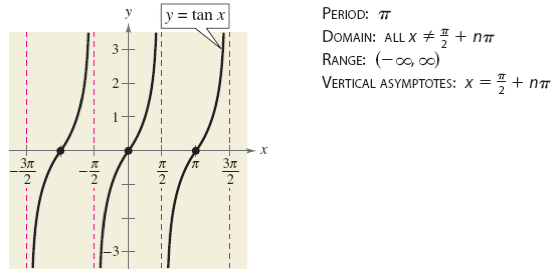 y
y = tan x
3
2
1
x
-3π/2
-π/2
π/2
π
3π/2
-3
PERIOD: π
DOMAIN: ALL X ≠ π/2 + nπ
RANGE: (-∞, ∞)
VERTICAL ASYMPTOTES: X = π/2 + nπ